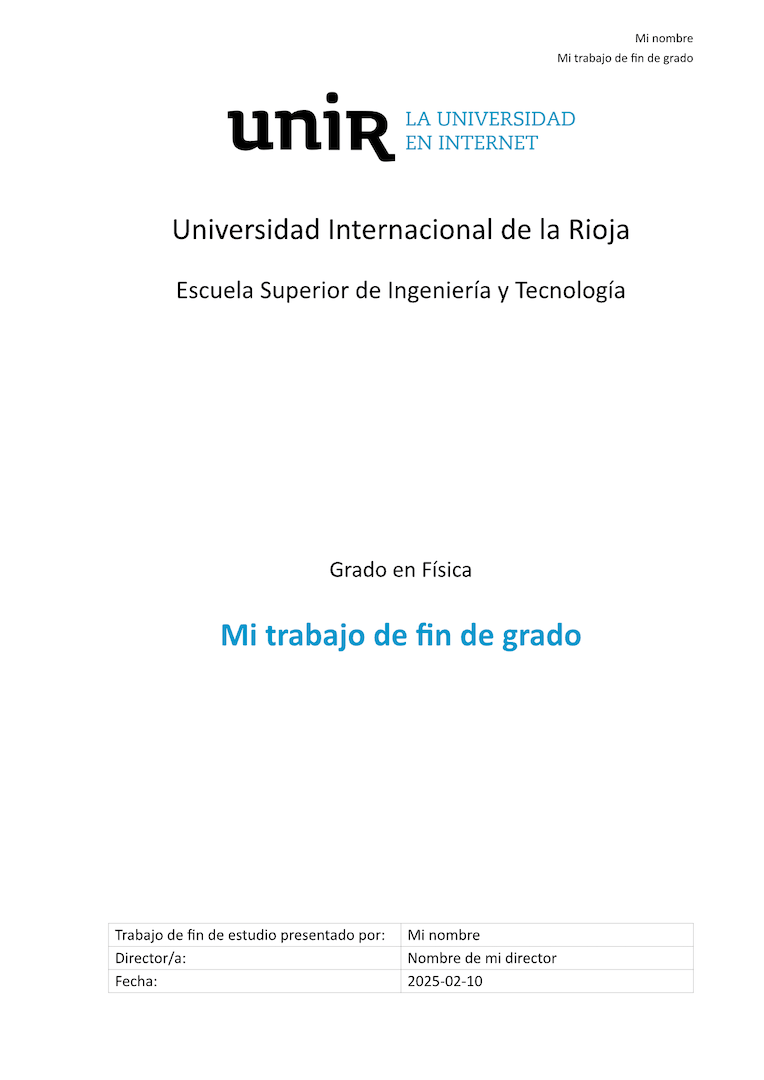 Mi nombre
Mi trabajo de fin de grado
unir LA UNIVERSIDAD
EN INTERNET
Universidad Internacional de la Rioja
Escuela Superior de Ingeniería y Tecnología
Grado en Física
Mi trabajo de fin de grado
Trabajo de fin de estudio presentado por: Mi nombre
Director/a: Nombre de mi director
Fecha: 2025-02-10